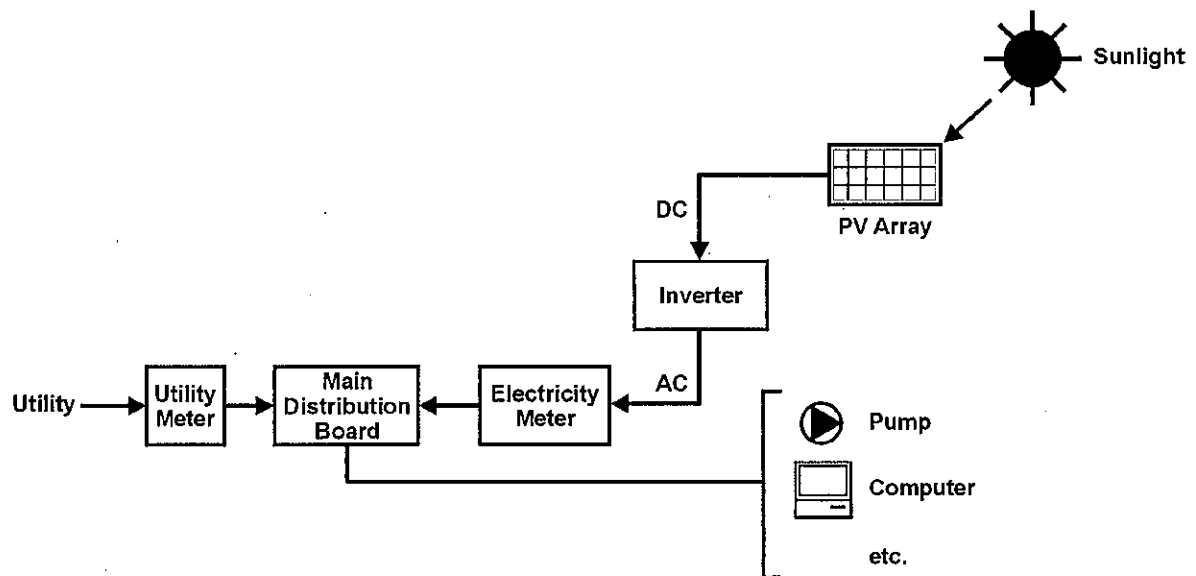 Sunlight
PV Array
DC
Inverter
AC
Utility
Utility
Meter
Main
Distribution
Board
Electricity
Meter
Pump
Computer
etc.